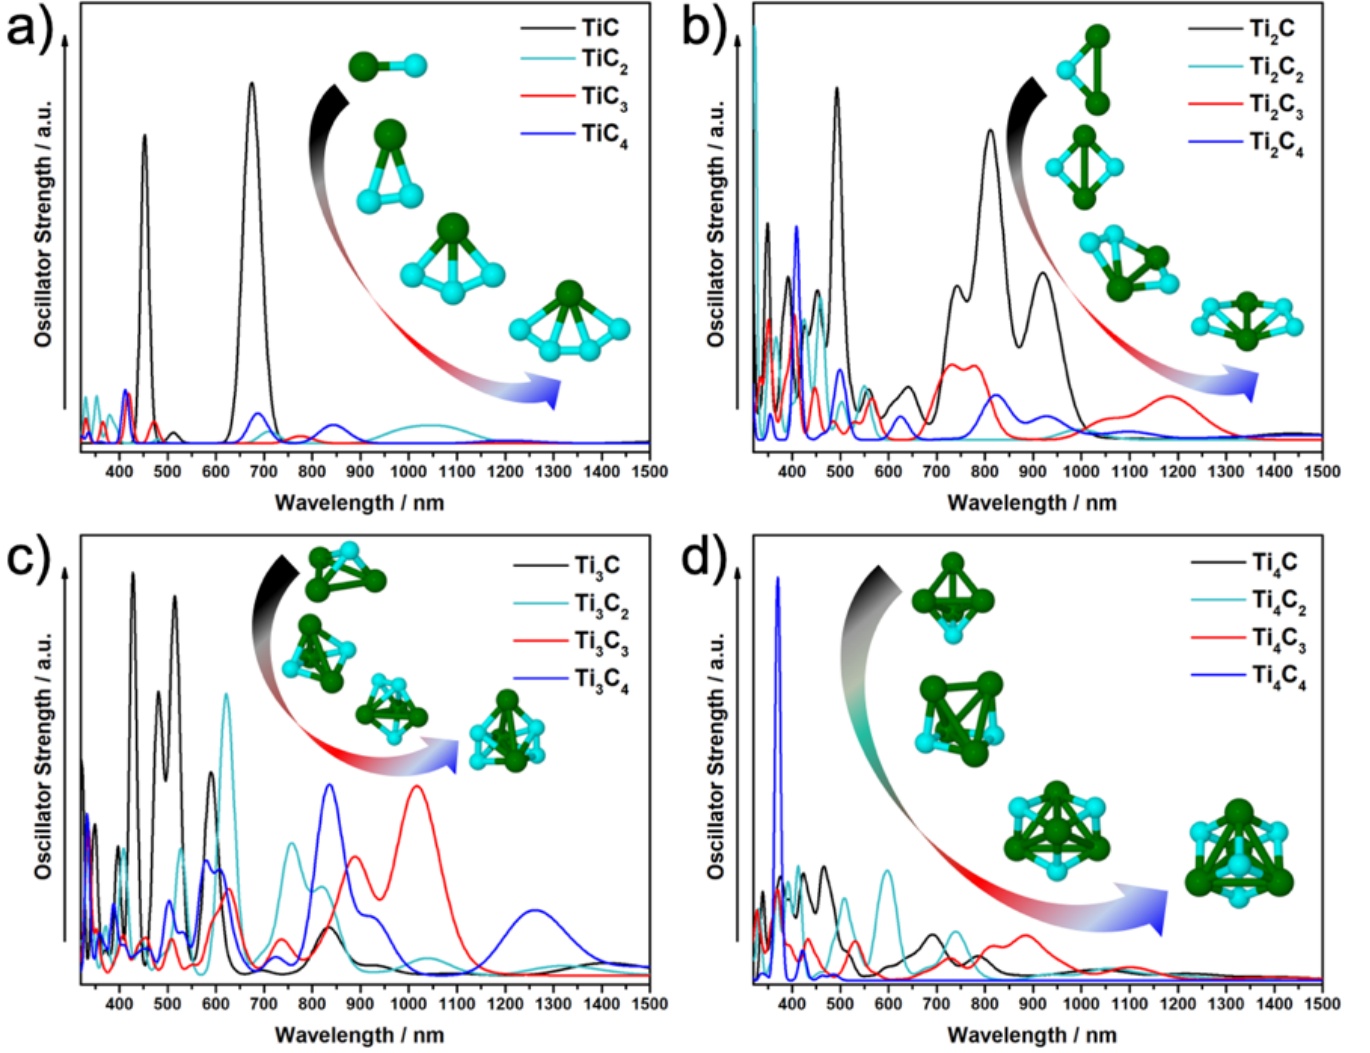 a)
TiC
TiC2
TiC3
TiC4
Oscillator Strength / a.u.
400 500 600 700 800 900 1000 1100 1200 1300 1400 1500
Wavelength / nm
b)
Ti2C
Ti2C2
Ti2C3
Ti2C4
Oscillator Strength / a.u.
400 500 600 700 800 900 1000 1100 1200 1300 1400 1500
Wavelength / nm
c)
Ti3C
Ti3C2
Ti3C3
Ti3C4
Oscillator Strength / a.u.
400 500 600 700 800 900 1000 1100 1200 1300 1400 1500
Wavelength / nm
d)
Ti4C
Ti4C2
Ti4C3
Ti4C4
Oscillator Strength / a.u.
400 500 600 700 800 900 1000 1100 1200 1300 1400 1500
Wavelength / nm